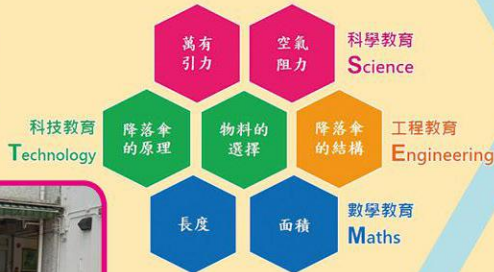 萬有
引力
空氣
阻力
科學教育
Science
科技教育
Technology
降落傘
的原理
物料的
選擇
降落傘
的結構
工程教育
Engineering
長度
面積
數學教育
Maths